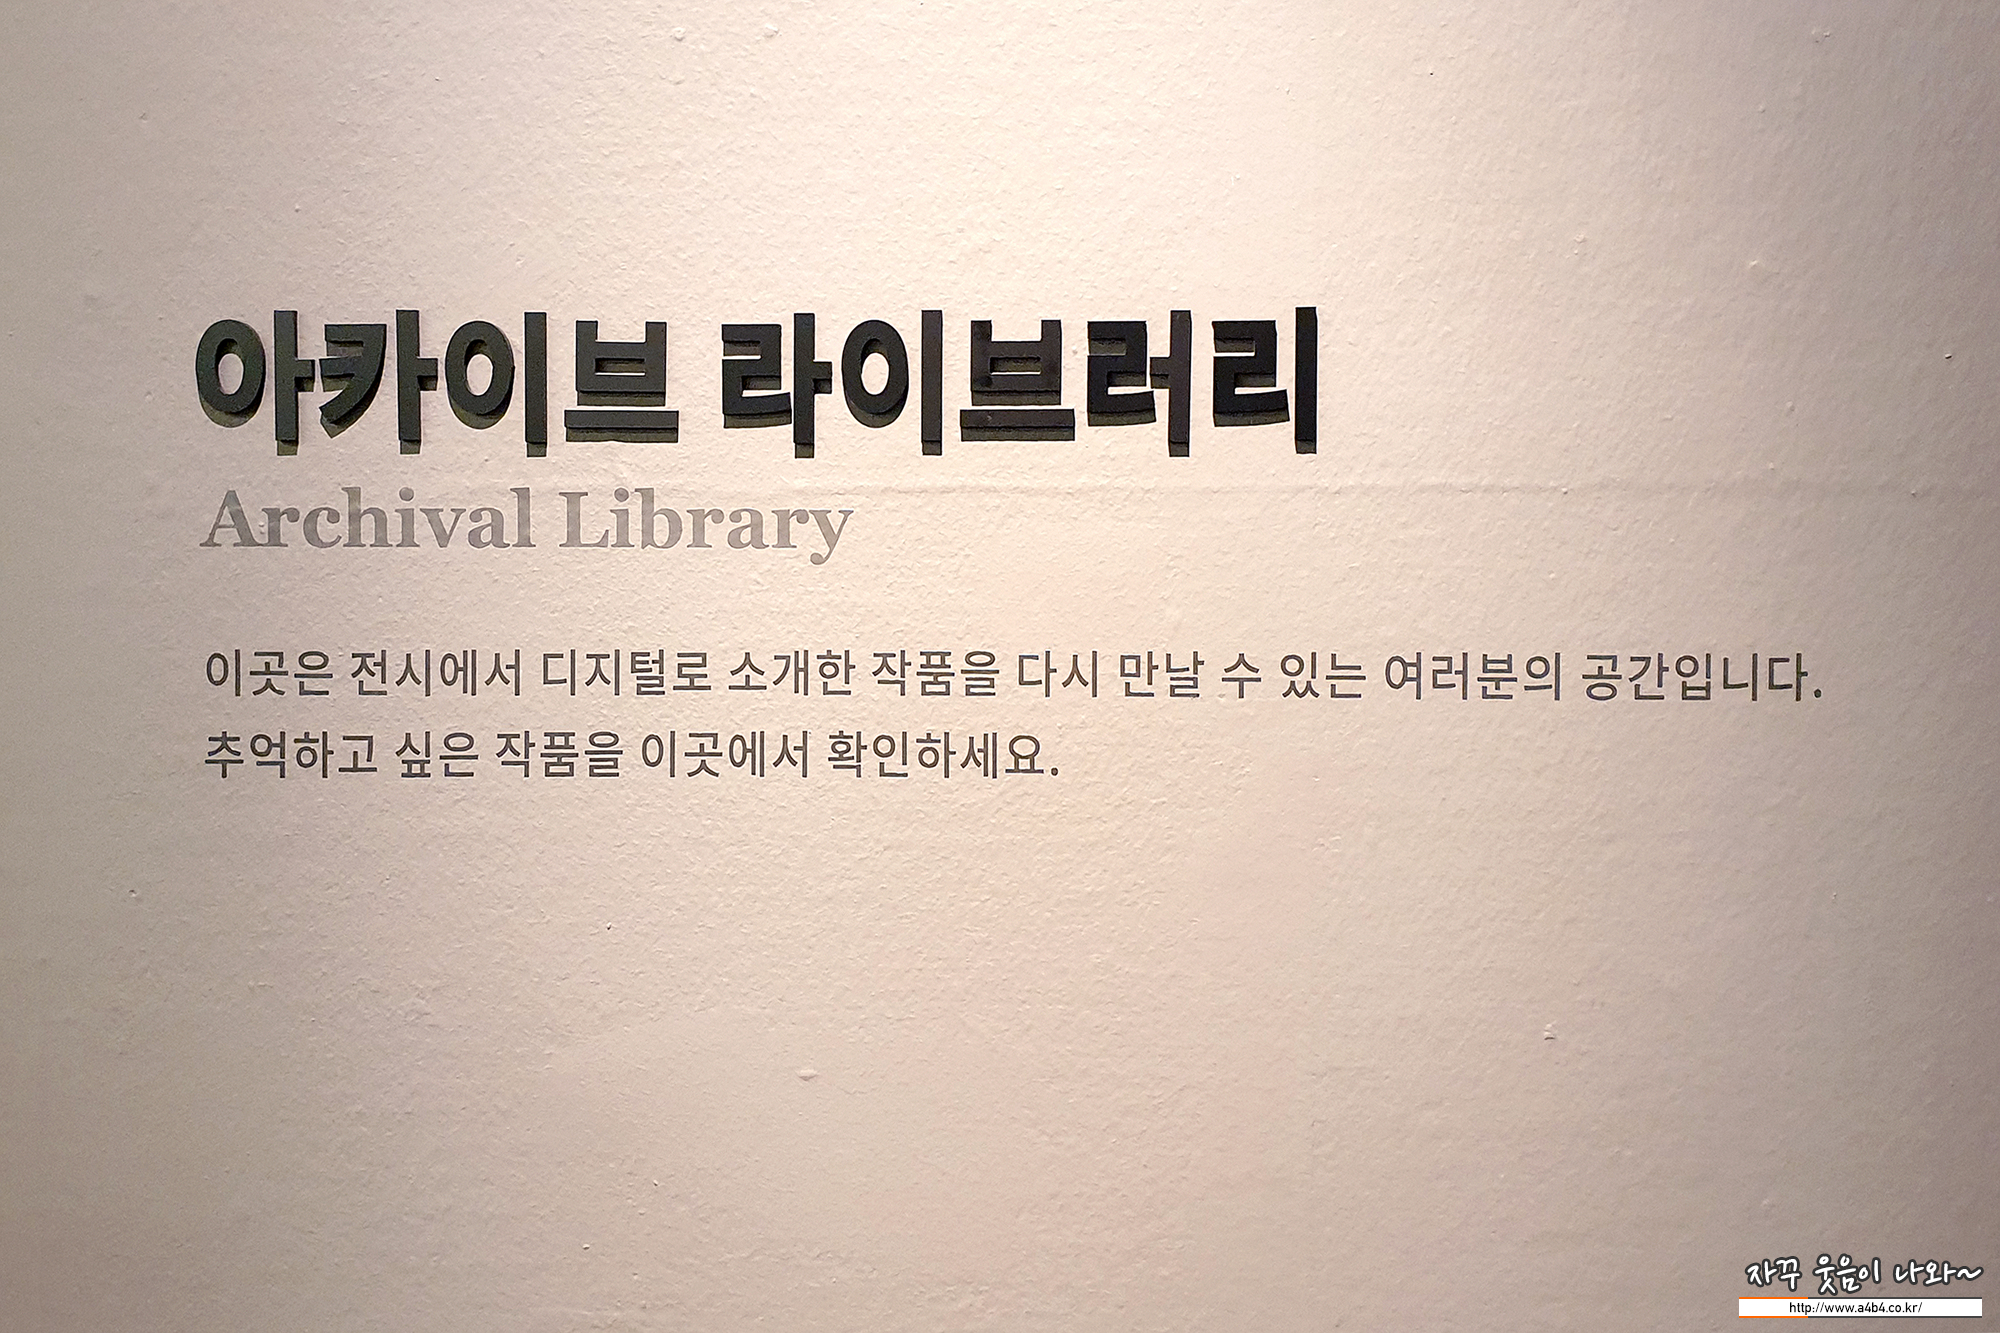 아카이브 라이브러리
Archival Library
이곳은 전시에서 디지털로 소개한 작품을 다시 만날 수 있는 여러분의 공간입니다.
추억하고 싶은 작품을 이곳에서 확인하세요.
자꾸 웃음이 나와~
http://www.a4b4.co.kr/